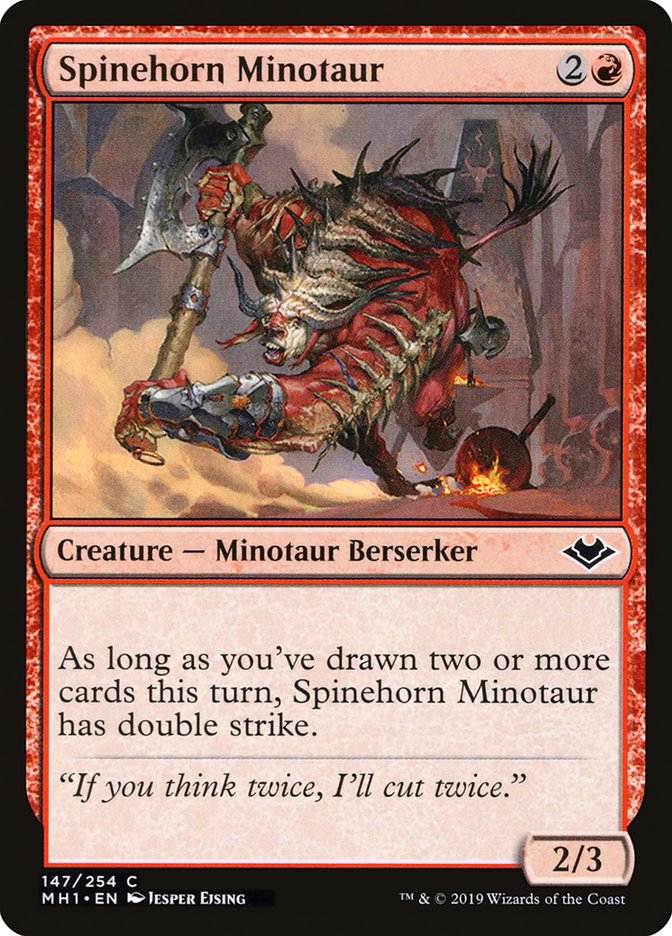 Spinehorn Minotaur 2
Creature — Minotaur Berserker
As long as you've drawn two or more
cards this turn, Spinehorn Minotaur
has double strike.
“If you think twice, I'll cut twice.”
2/3
147/254 C
MH1•EN Jesper Ejsing
™ & © 2019 Wizards of the Coast